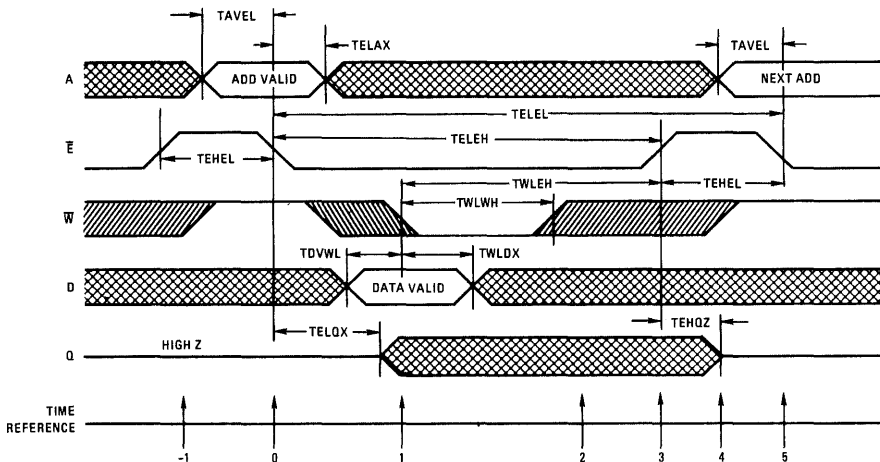 TAVEL
TELAX
TAVEL
A
ADD VALID
NEXT ADD
TELEL
E
TEHEL
TELEH
TWLEH
TEHEL
W
TWLWH
TDVWL
TWLDX
D
DATA VALID
TELQX
TEHQZ
Q
HIGH Z
TIME
REFERENCE
-1 0 1 2 3 4 5